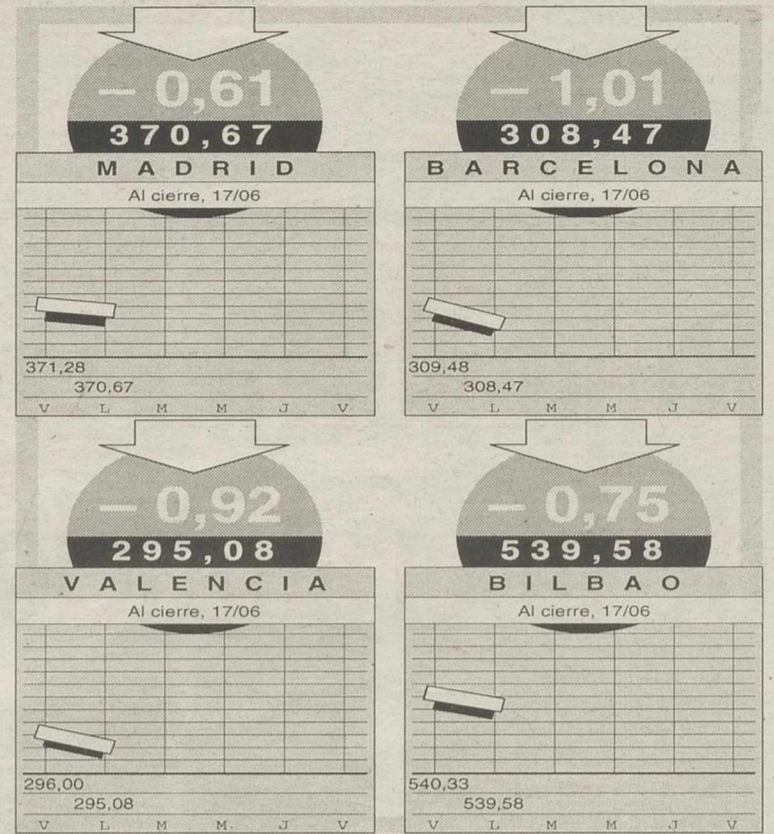 – 0,61
370,67
MADRID
Al cierre, 17/06
371,28
370,67
V L M M J V
– 1,01
308,47
BARCELONA
Al cierre, 17/06
309,48
308,47
V L M M J V
– 0,92
295,08
VALENCIA
Al cierre, 17/06
296,00
295,08
V L M M J V
– 0,75
539,58
BILBAO
Al cierre, 17/06
540,33
539,58
V L M M J V